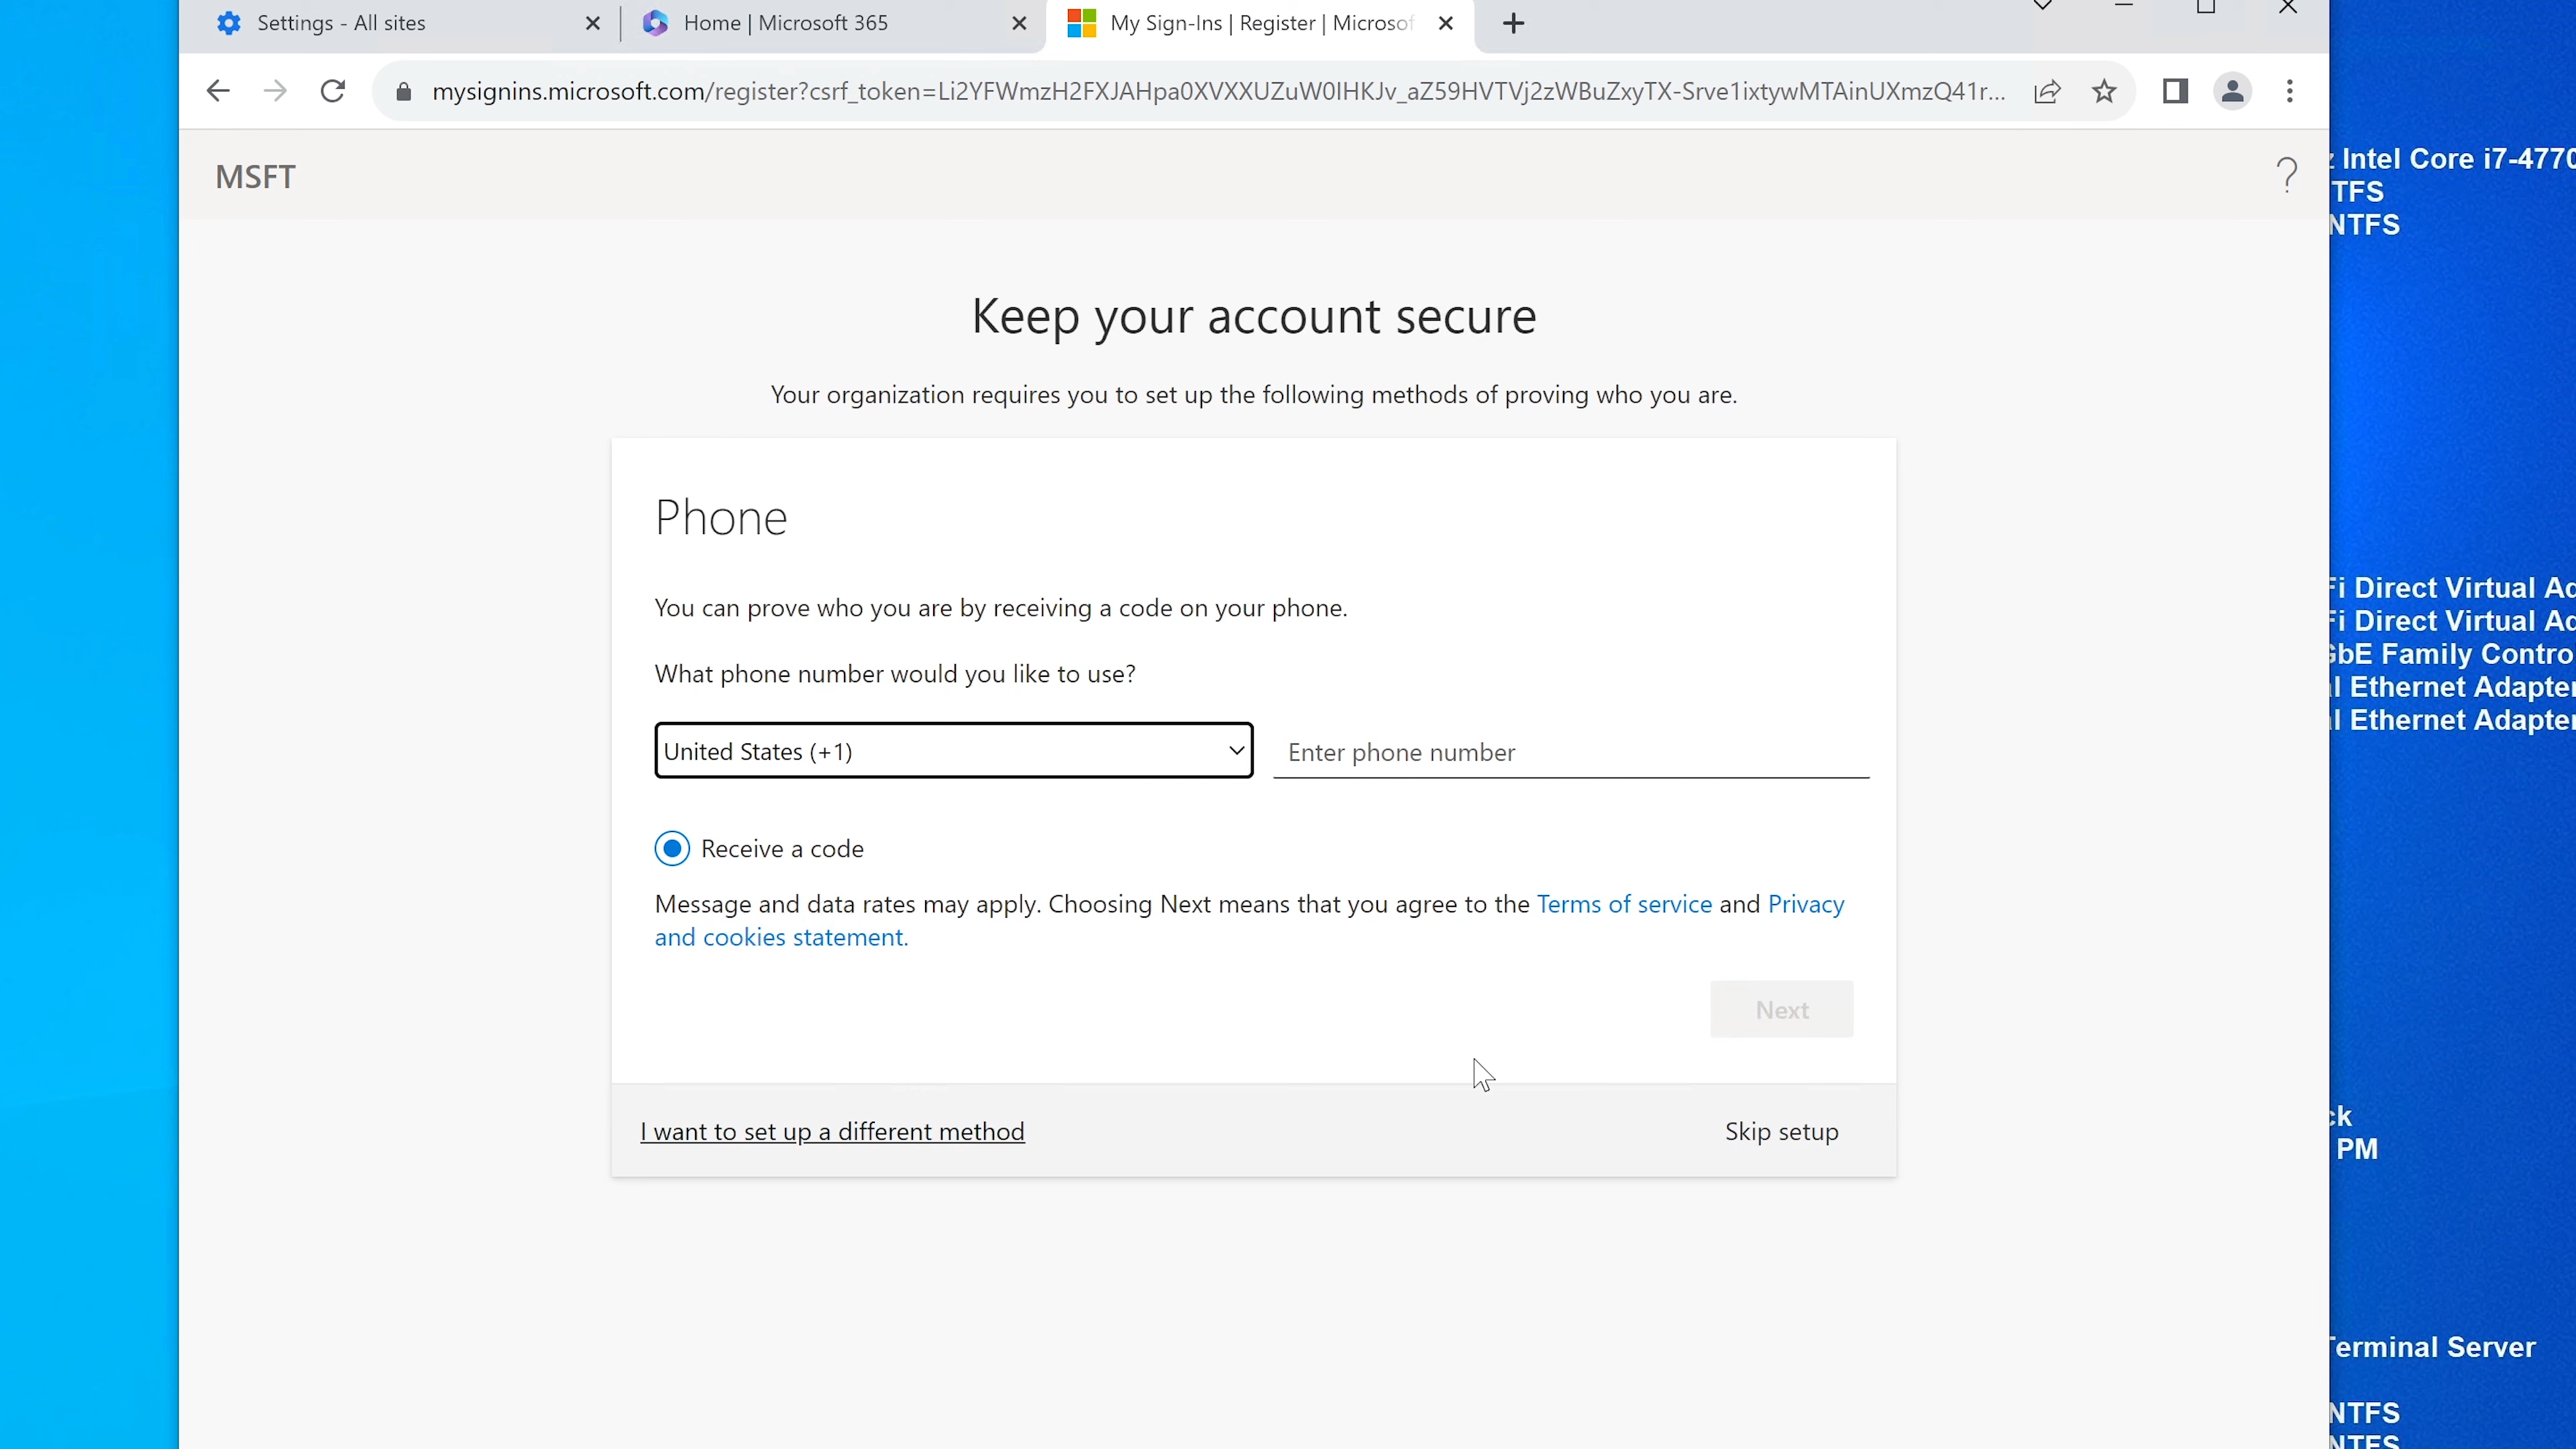 Settings - All sites
Home | Microsoft 365
My Sign-Ins | Register | Microsof
mysignins.microsoft.com/register?csrf_token=Li2YFWmzH2FXJAHpa0XVXXUZuW0IHKJv_aZ59HVTVj2zWBuZxyTX-Srve1ixtywMTAinUXmzQ41r...
MSFT
Intel Core i7-4770
TFS
NTFS
Keep your account secure
Your organization requires you to set up the following methods of proving who you are.
Phone
You can prove who you are by receiving a code on your phone.
What phone number would you like to use?
United States (+1)
Enter phone number
Receive a code
Message and data rates may apply. Choosing Next means that you agree to the Terms of service and Privacy
and cookies statement.
Next
I want to set up a different method
Skip setup
Fi Direct Virtual Ad
Fi Direct Virtual Ad
GbE Family Contro
l Ethernet Adapter
l Ethernet Adapter
ck
PM
Terminal Server
NTFS
NTFS